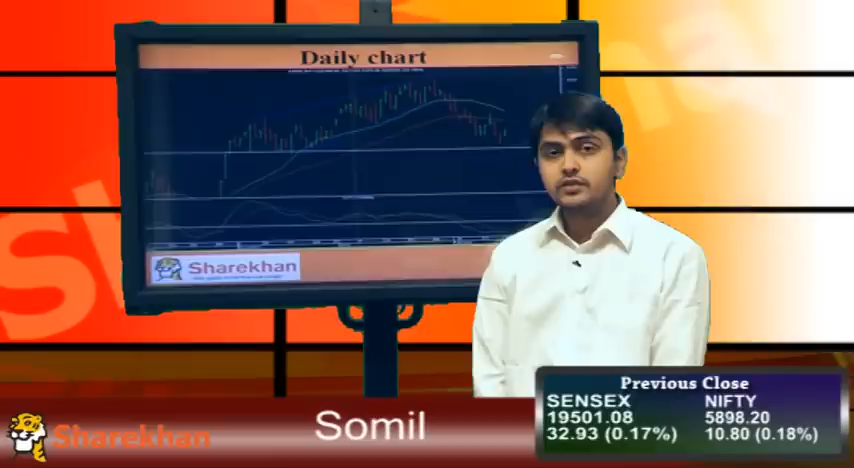 Daily chart
Sharekhan
Sharekhan
Somil
Previous Close
SENSEX NIFTY
19501.08 5898.20
32.93 (0.17%) 10.80 (0.18%)